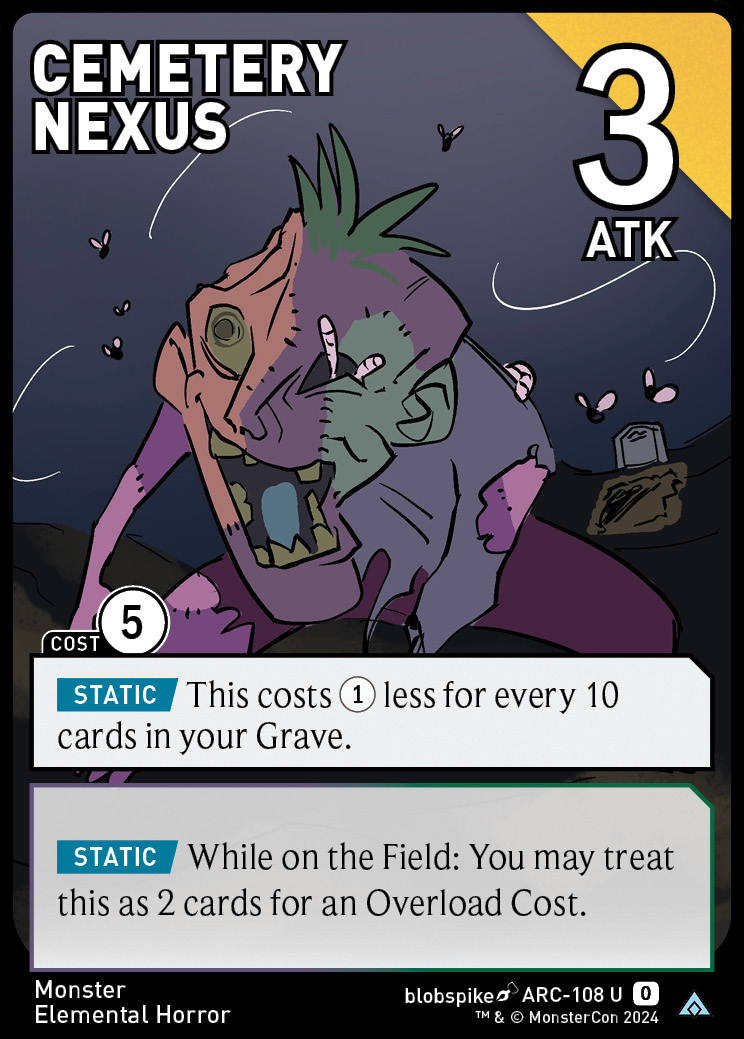 CEMETERY
NEXUS
3
ATK
COST
5
STATIC This costs 1 less for every 10
cards in your Grave.
STATIC While on the Field: You may treat
this as 2 cards for an Overload Cost.
Monster
Elemental Horror
blobspike ARC-108 U 0
™ & © MonsterCon 2024